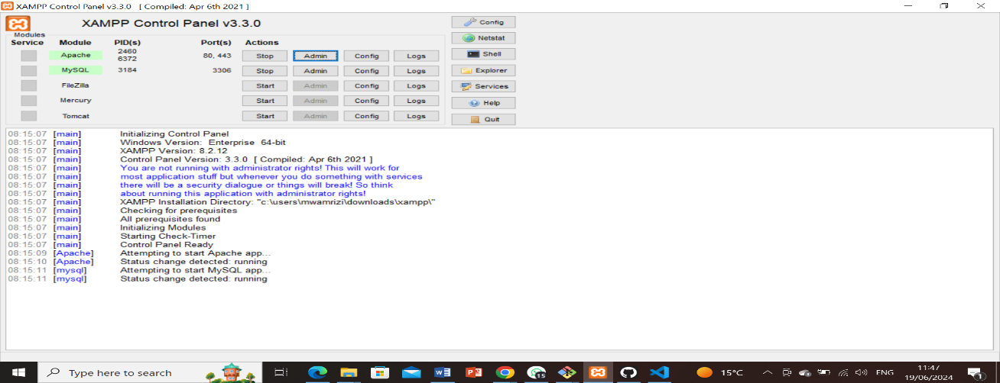 XAMPP Control Panel v3.3.0 [ Compiled: Apr 6th 2021 ]
XAMPP Control Panel v3.3.0
Config
Modules
Service Module PID(s) Port(s) Actions
Netstat
Apache 2460 6372 80, 443 Stop Admin Config Logs
Shell
MySQL 3184 3306 Stop Admin Config Logs
Explorer
FileZilla Start Admin Config Logs
Services
Mercury Start Admin Config Logs
Help
Tomcat Start Admin Config Logs
Quit
08:15:07 [main] Initializing Control Panel
08:15:07 [main] Windows Version: Enterprise 64-bit
08:15:07 [main] XAMPP Version: 8.2.12
08:15:07 [main] Control Panel Version: 3.3.0 [ Compiled: Apr 6th 2021 ]
08:15:07 [main] You are not running with administrator rights! This will work for
08:15:07 [main] most application stuff but whenever you do something with services
08:15:07 [main] there will be a security dialogue or things will break! So think
08:15:07 [main] about running this application with administrator rights!
08:15:07 [main] XAMPP Installation Directory: "c:\users\mwamrizi\downloads\xampp\"
08:15:07 [main] Checking for prerequisites
08:15:07 [main] All prerequisites found
08:15:07 [main] Initializing Modules
08:15:07 [main] Starting Check-Timer
08:15:07 [main] Control Panel Ready
08:15:09 [Apache] Attempting to start Apache app...
08:15:10 [Apache] Status change detected: running
08:15:11 [mysql] Attempting to start MySQL app...
08:15:11 [mysql] Status change detected: running
Type here to search
15
15°C
ENG
11:47
19/06/2024
1